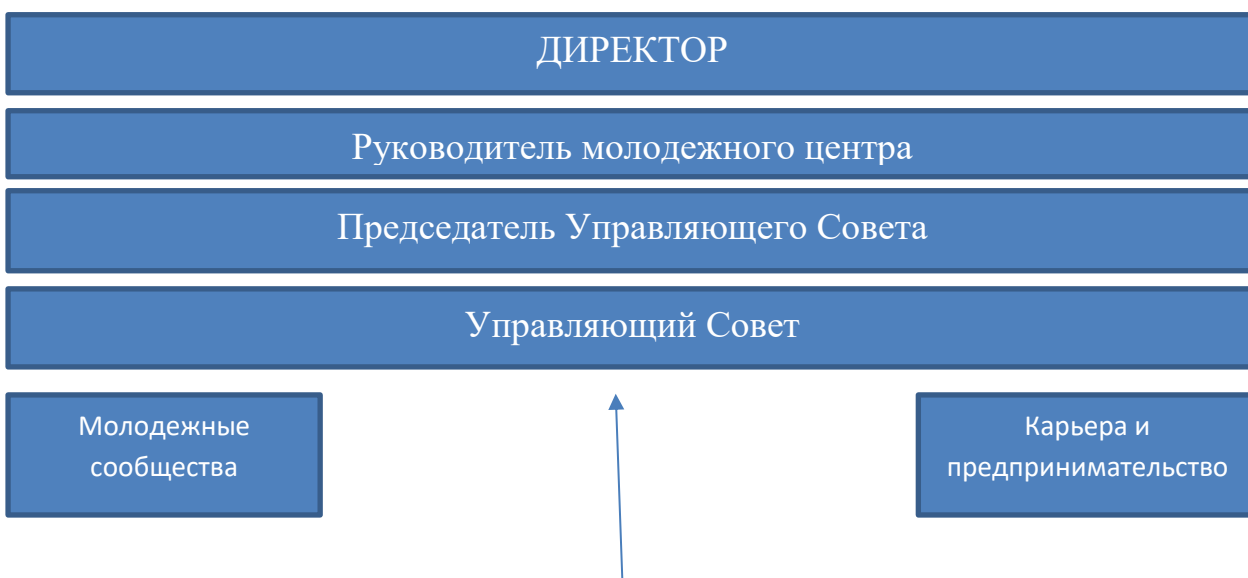 ДИРЕКТОР
Руководитель молодежного центра
Председатель Управляющего Совета
Управляющий Совет
Молодежные
сообщества
Карьера и
предпринимательство